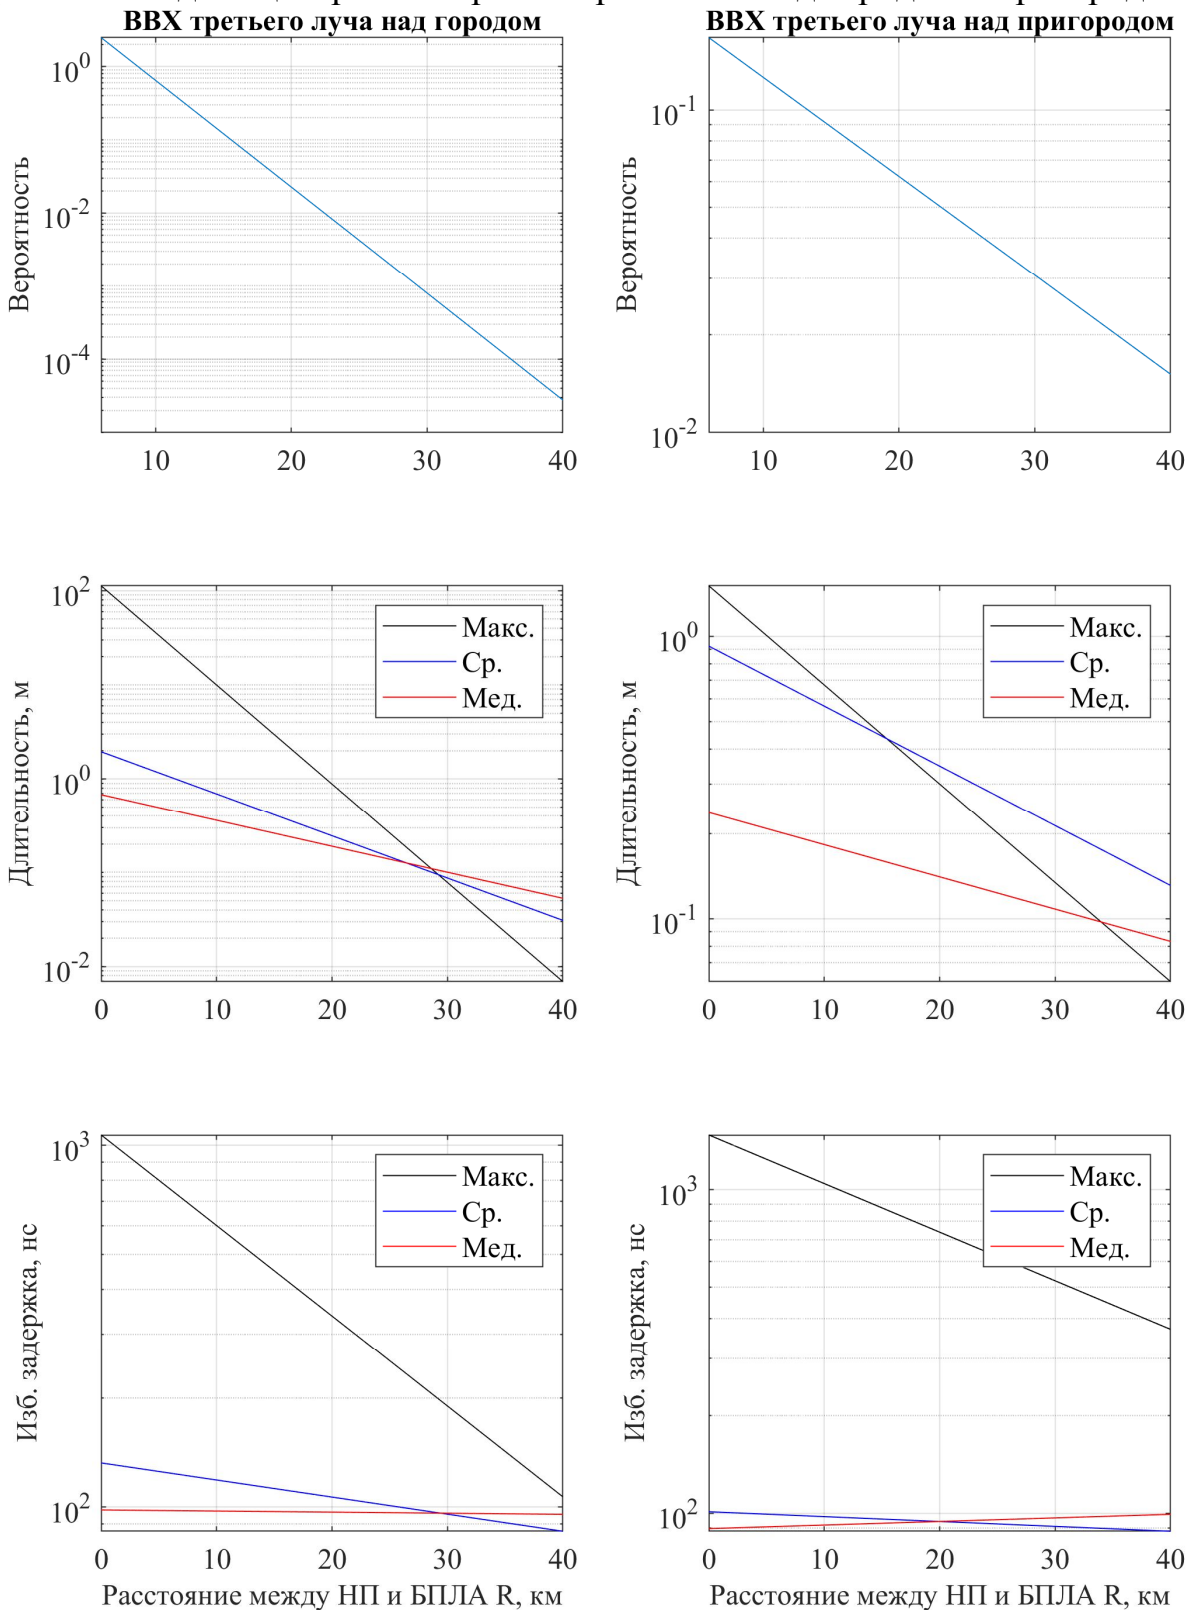 ВВХ третьего луча над городом
ВВХ третьего луча над пригородом
Вероятность
10^0
10^-2
10^-4
10 20 30 40
Вероятность
10^-1
10^-2
10 20 30 40
Длительность, м
10^2
10^0
10^-2
Макс.
Ср.
Мед.
0 10 20 30 40
Длительность, м
10^0
10^-1
Макс.
Ср.
Мед.
0 10 20 30 40
Изб. задержка, нс
10^3
10^2
Макс.
Ср.
Мед.
0 10 20 30 40
Расстояние между НП и БПЛА R, км
Изб. задержка, нс
10^3
10^2
Макс.
Ср.
Мед.
0 10 20 30 40
Расстояние между НП и БПЛА R, км